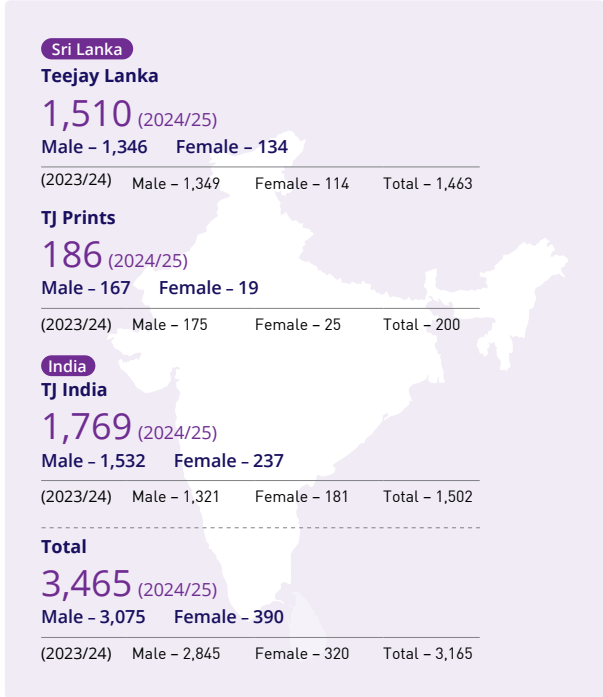 Sri Lanka
Teejay Lanka
1,510 (2024/25)
Male – 1,346 Female – 134
(2023/24) Male – 1,349 Female – 114 Total – 1,463
TJ Prints
186 (2024/25)
Male – 167 Female – 19
(2023/24) Male – 175 Female – 25 Total – 200
India
TJ India
1,769 (2024/25)
Male – 1,532 Female – 237
(2023/24) Male – 1,321 Female – 181 Total – 1,502
Total
3,465 (2024/25)
Male – 3,075 Female – 390
(2023/24) Male – 2,845 Female – 320 Total – 3,165